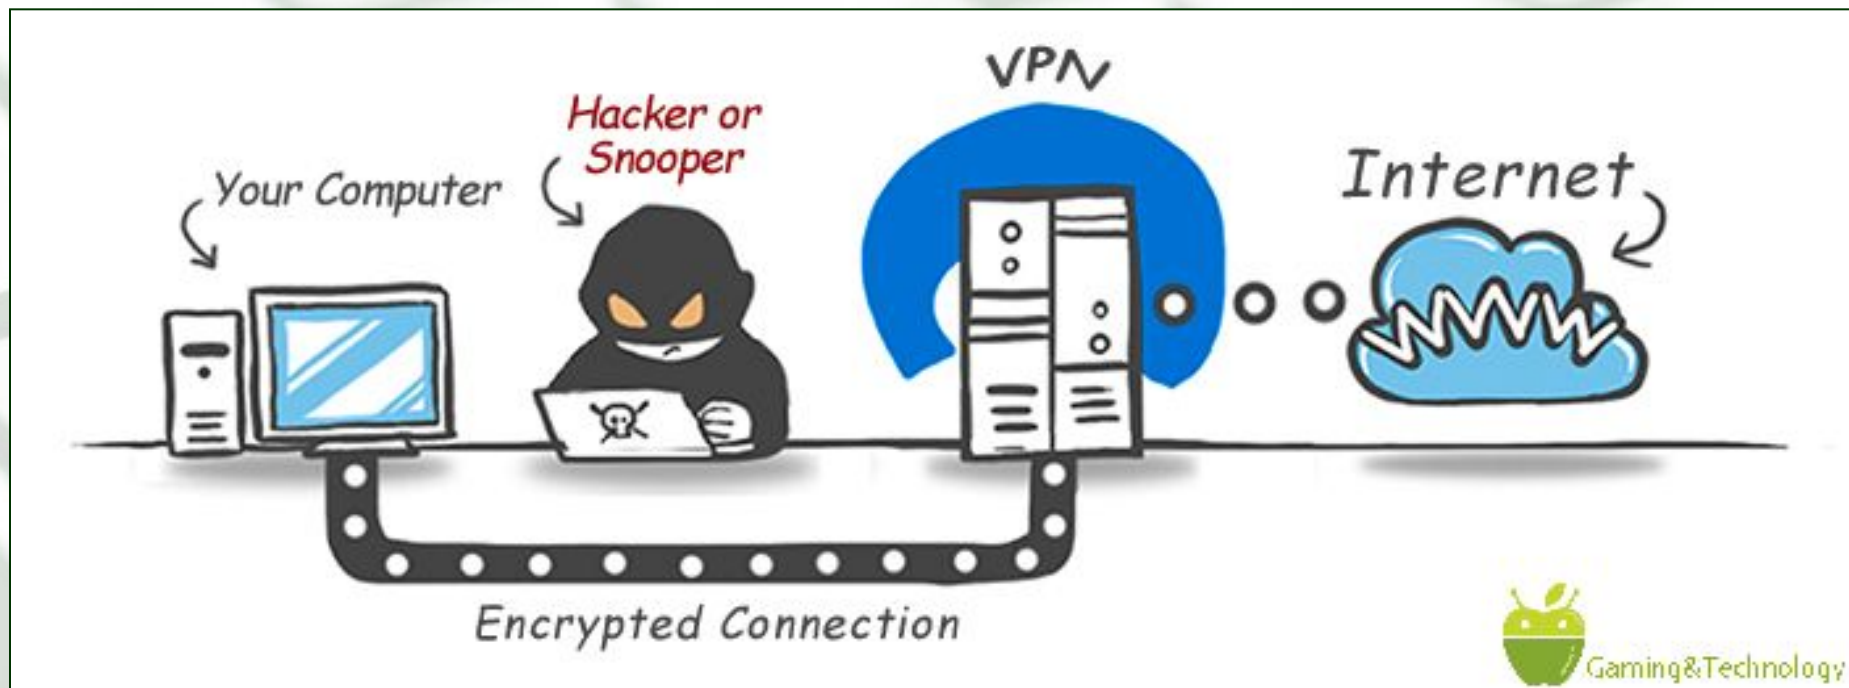 VPN
Hacker or
Snooper
Your Computer
Internet
WWW
Encrypted Connection
Gaming&Technology